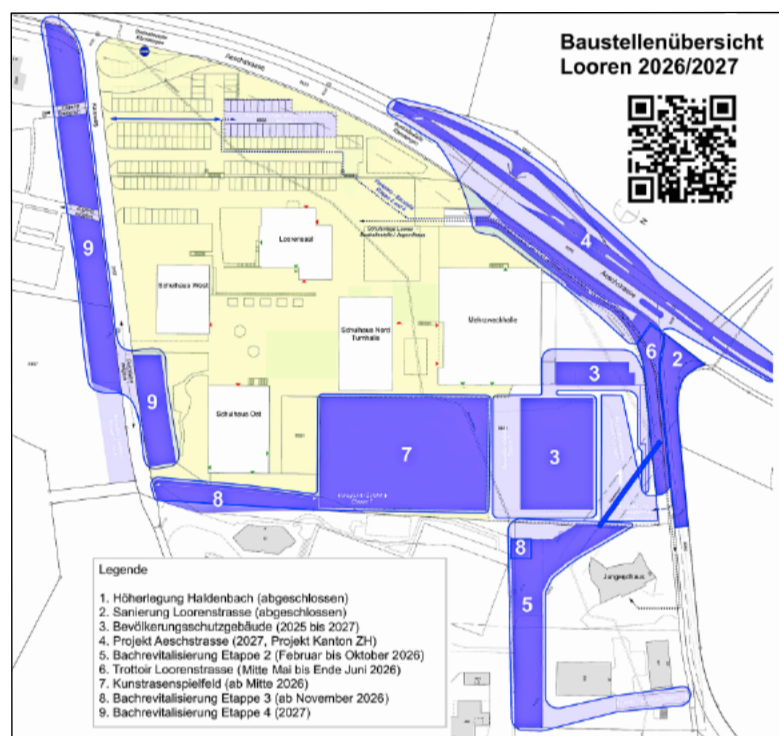 Baustellenübersicht
Looren 2026/2027
Aeschstrasse
4
Aeschstrasse
Loorensaal
9
Schulhaus West
Schulhaus Nord
Turnhalle
Mehrzweckhalle
6
2
3
9
Schulhaus Ost
7
3
8
8
5
Jugendhaus
N
Legende
1. Höherlegung Haldenbach (abgeschlossen)
2. Sanierung Loorenstrasse (abgeschlossen)
3. Bevölkerungsschutzgebäude (2025 bis 2027)
4. Projekt Aeschstrasse (2027, Projekt Kanton ZH)
5. Bachrevitalisierung Etappe 2 (Februar bis Oktober 2026)
6. Trottoir Loorenstrasse (Mitte Mai bis Ende Juni 2026)
7. Kunstrasenspielfeld (ab Mitte 2026)
8. Bachrevitalisierung Etappe 3 (ab November 2026)
9. Bachrevitalisierung Etappe 4 (2027)